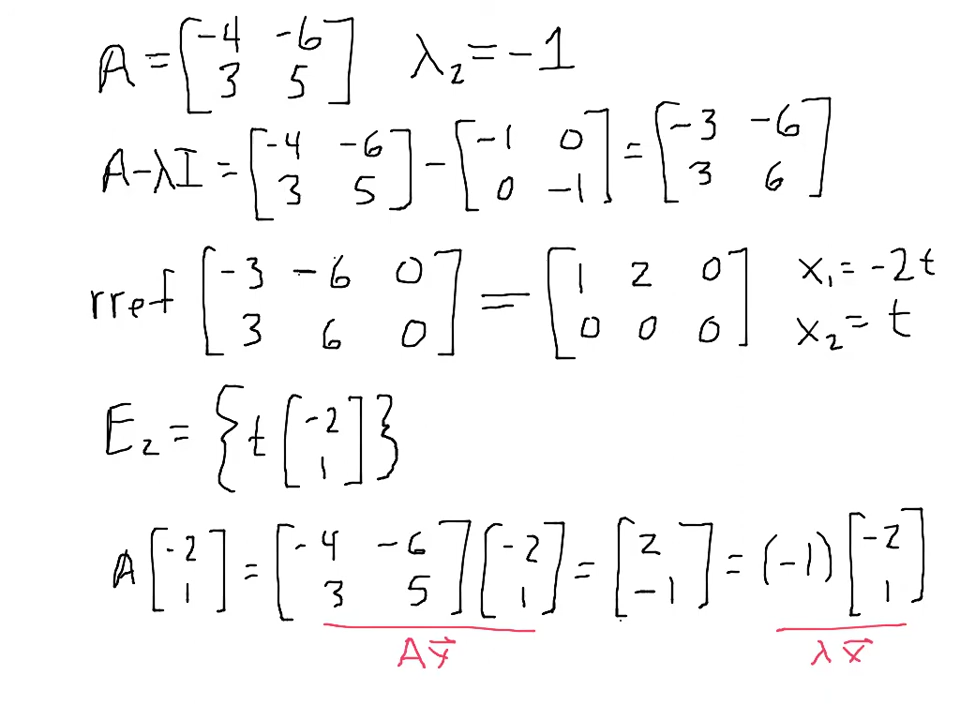 A = [-4 -6; 3 5] λ₂ = -1
A-λI = [-4 -6; 3 5] - [-1 0; 0 -1] = [-3 -6; 3 6]
rref [-3 -6 0; 3 6 0] = [1 2 0; 0 0 0] x₁ = -2t
x₂ = t
E₂ = {t [-2; 1]}
A [-2; 1] = [-4 -6; 3 5] [-2; 1] = [2; -1] = (-1) [-2; 1]
Ax⃗ λx⃗